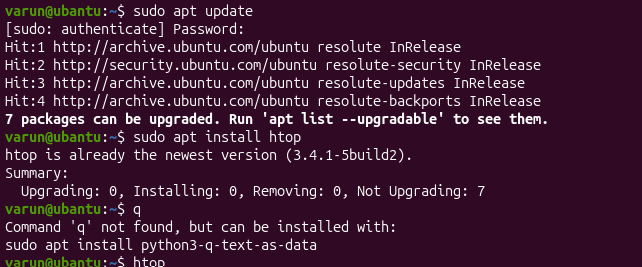 varun@ubantu:~$ sudo apt update
[sudo: authenticate] Password:
Hit:1 http://archive.ubuntu.com/ubuntu resolute InRelease
Hit:2 http://security.ubuntu.com/ubuntu resolute-security InRelease
Hit:3 http://archive.ubuntu.com/ubuntu resolute-updates InRelease
Hit:4 http://archive.ubuntu.com/ubuntu resolute-backports InRelease
7 packages can be upgraded. Run 'apt list --upgradable' to see them.
varun@ubantu:~$ sudo apt install htop
htop is already the newest version (3.4.1-5build2).
Summary:
  Upgrading: 0, Installing: 0, Removing: 0, Not Upgrading: 7
varun@ubantu:~$ q
Command 'q' not found, but can be installed with:
sudo apt install python3-q-text-as-data
varun@ubantu:~$ htop